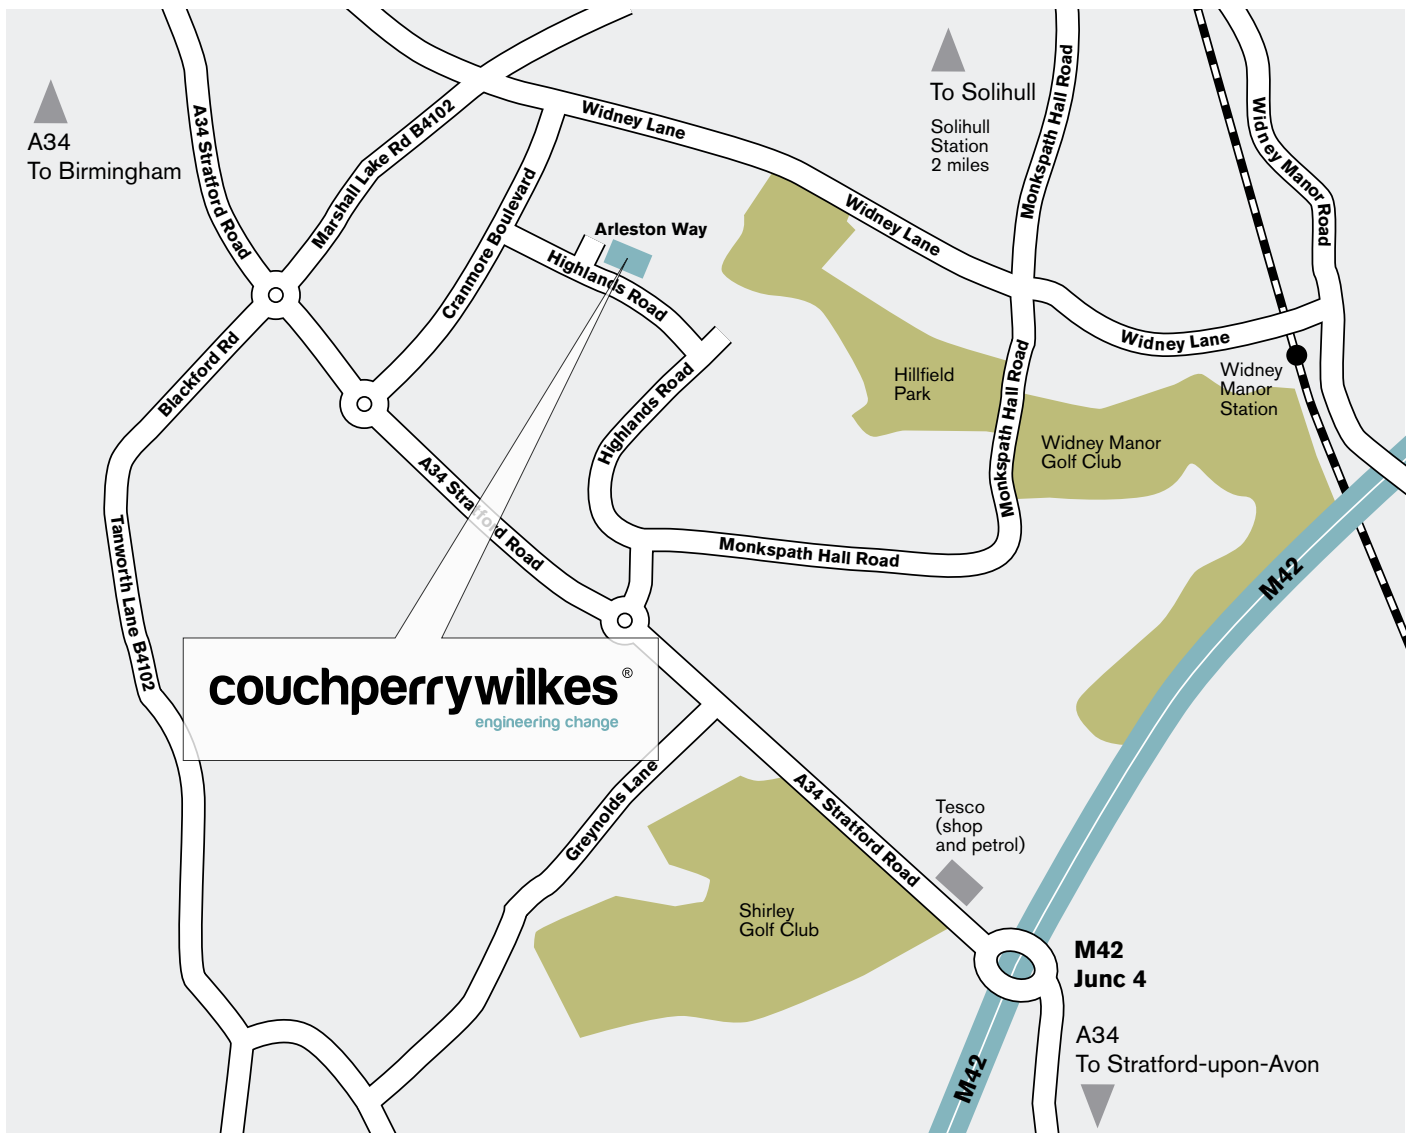 A34
To Birmingham
A34 Stratford Road
Marshall Lake Rd B4102
Widney Lane
To Solihull
Solihull
Station
2 miles
Monkspath Hall Road
Widney Manor Road
Cranmore Boulevard
Arleston Way
Highlands Road
Widney Lane
Widney Lane
Blackford Rd
Highlands Road
Hillfield
Park
Monkspath Hall Road
Widney
Manor
Station
Widney Manor
Golf Club
A34 Stratford Road
Monkspath Hall Road
M42
Tanworth Lane B4102
couchperrywilkes®
engineering change
Greynolds Lane
A34 Stratford Road
Tesco
(shop
and petrol)
Shirley
Golf Club
M42
Junc 4
A34
To Stratford-upon-Avon
M42